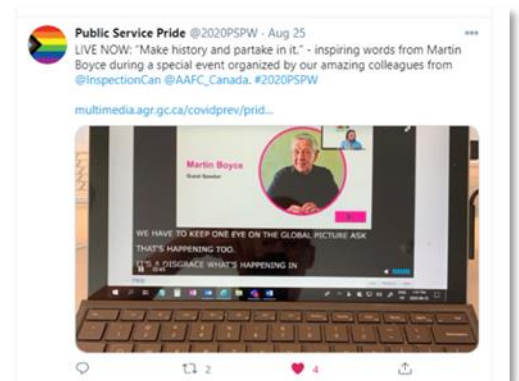 Public Service Pride @2020PSPW · Aug 25
LIVE NOW: "Make history and partake in it." - inspiring words from Martin
Boyce during a special event organized by our amazing colleagues from
@InspectionCan @AAFC_Canada. #2020PSPW
multimedia.agr.gc.ca/covidprev/prid...
Martin Boyce
Guest Speaker
WE HAVE TO KEEP ONE EYE ON THE GLOBAL PICTURE ASK
THAT'S HAPPENING TOO.
IT'S A DISGRACE WHAT'S HAPPENING IN
2
4